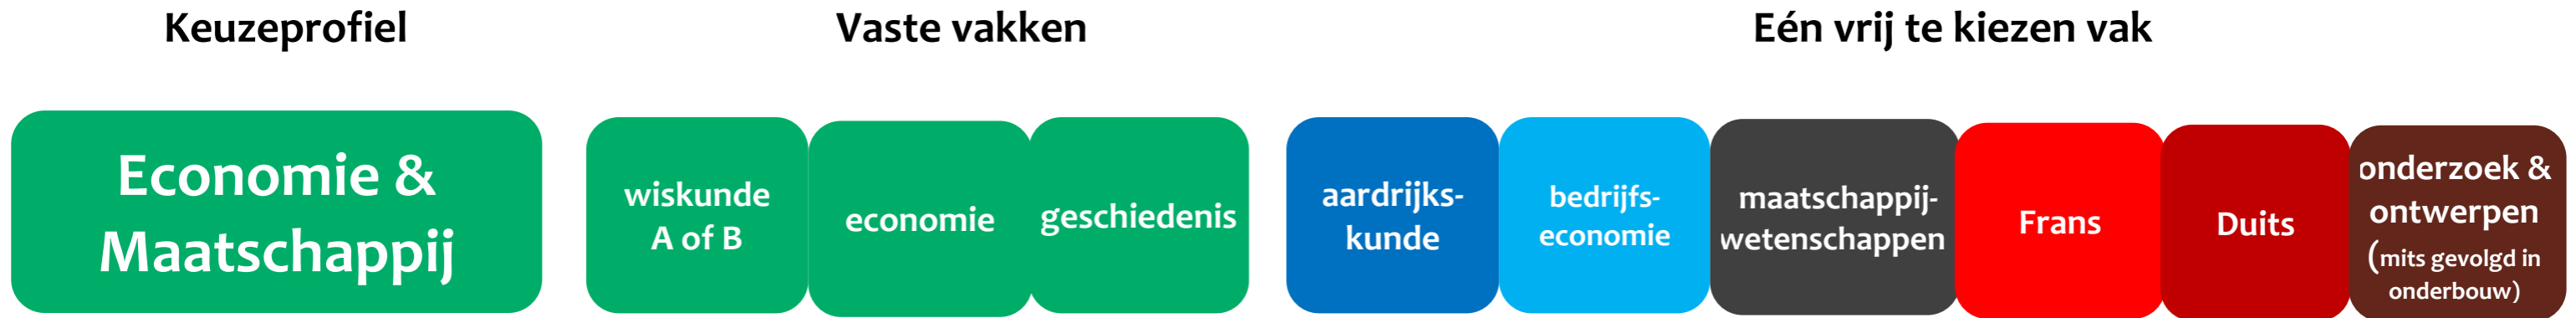 Keuzeprofiel
Vaste vakken
Eén vrij te kiezen vak
Economie &
Maatschappij
wiskunde
A of B
economie
geschiedenis
aardrijks-
kunde
bedrijfs-
economie
maatschappij-
wetenschappen
Frans
Duits
onderzoek &
ontwerpen
(mits gevolgd in
onderbouw)